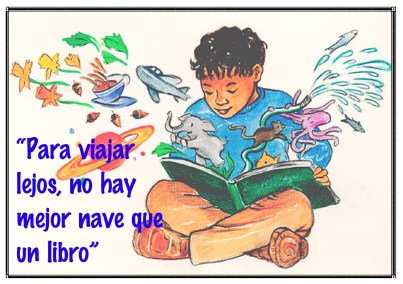 “Para viajar
lejos, no hay
mejor nave que
un libro”